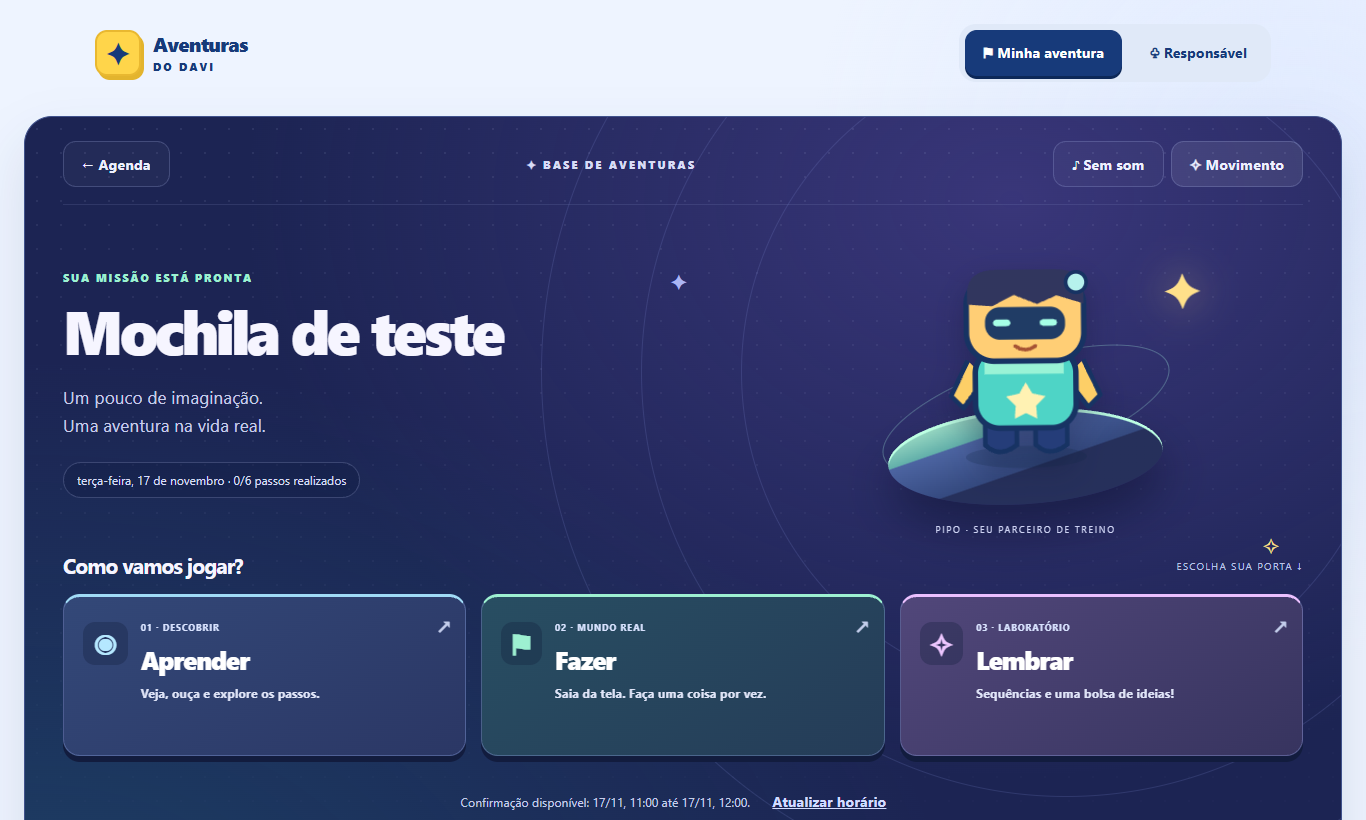 Aventuras
DO DAVI
Minha aventura
Responsável
← Agenda
BASE DE AVENTURAS
♪ Sem som
Movimento
SUA MISSÃO ESTÁ PRONTA
Mochila de teste
Um pouco de imaginação.
Uma aventura na vida real.
terça-feira, 17 de novembro · 0/6 passos realizados
PIPO · SEU PARCEIRO DE TREINO
Como vamos jogar?
ESCOLHA SUA PORTA ↓
01 · DESCOBRIR
Aprender
Veja, ouça e explore os passos.
02 · MUNDO REAL
Fazer
Saia da tela. Faça uma coisa por vez.
03 · LABORATÓRIO
Lembrar
Sequências e uma bolsa de ideias!
Confirmação disponível: 17/11, 11:00 até 17/11, 12:00.
Atualizar horário